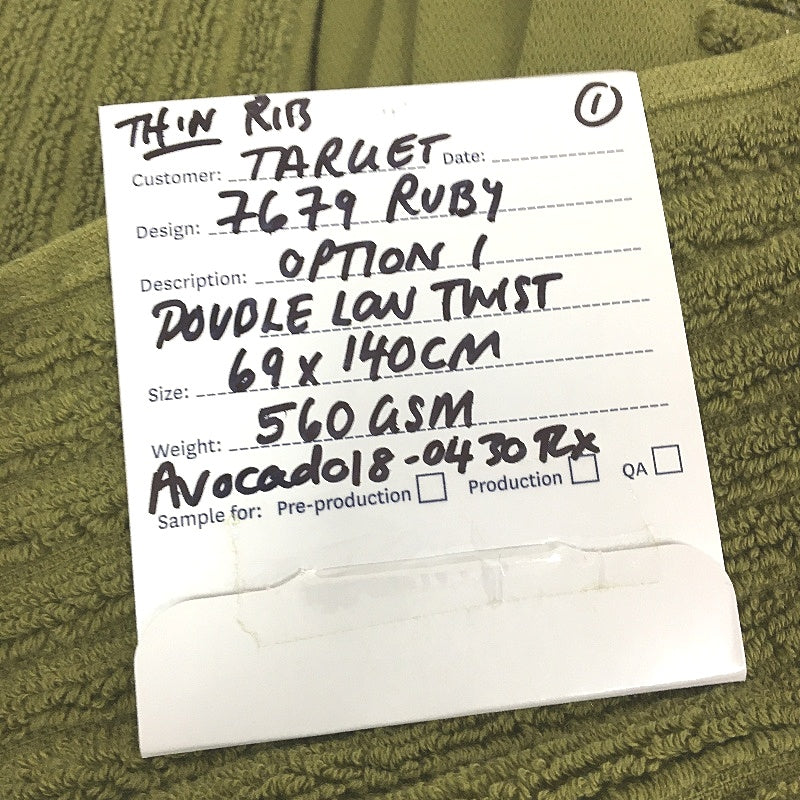 THIN RIB 1
Customer: TARGET Date:
Design: 7679 RUBY
Description: OPTION 1
DOUBLE LOW TWIST
Size: 69 x 140CM
Weight: 560 GSM
Avocado 18-0430 TCx
Sample for: Pre-production Production QA